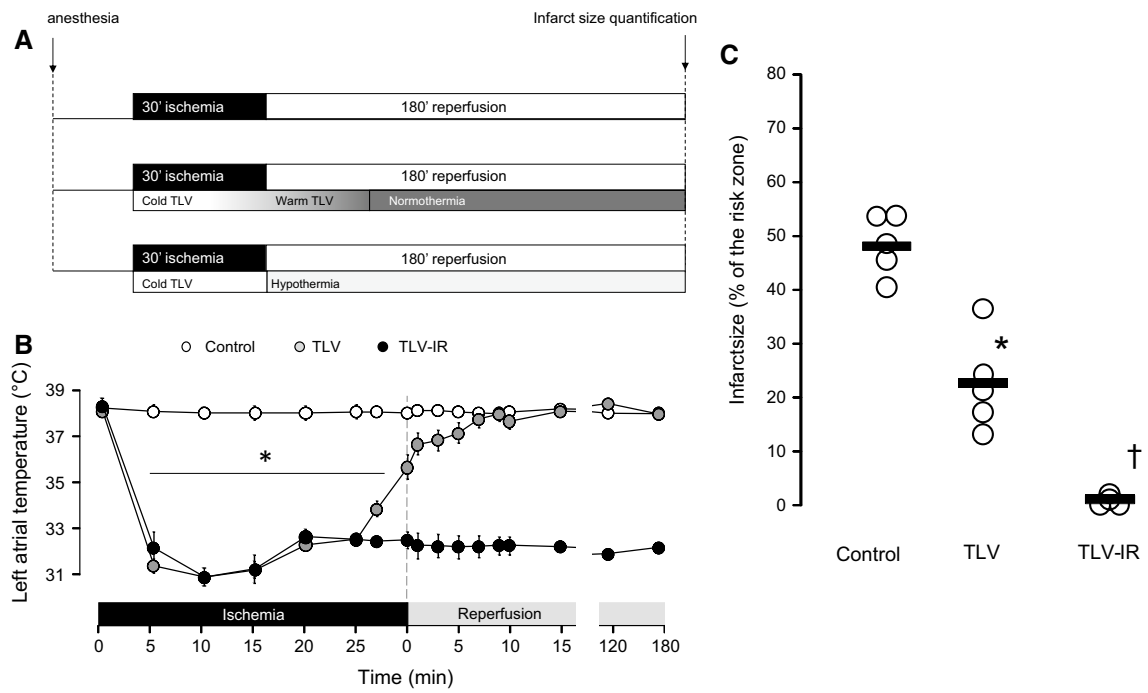 anesthesia
Infarct size quantification
A
30’ ischemia
180’ reperfusion
30’ ischemia
180’ reperfusion
Cold TLV
Warm TLV
Normothermia
30’ ischemia
180’ reperfusion
Cold TLV
Hypothermia
B
Control
TLV
TLV-IR
Left atrial temperature (°C)
39
37
35
33
31
*
Ischemia
Reperfusion
0 5 10 15 20 25 0 5 10 15 120 180
Time (min)
C
Infarctsize (% of the risk zone)
80
70
60
50
40
30
20
10
0
*
†
Control
TLV
TLV-IR